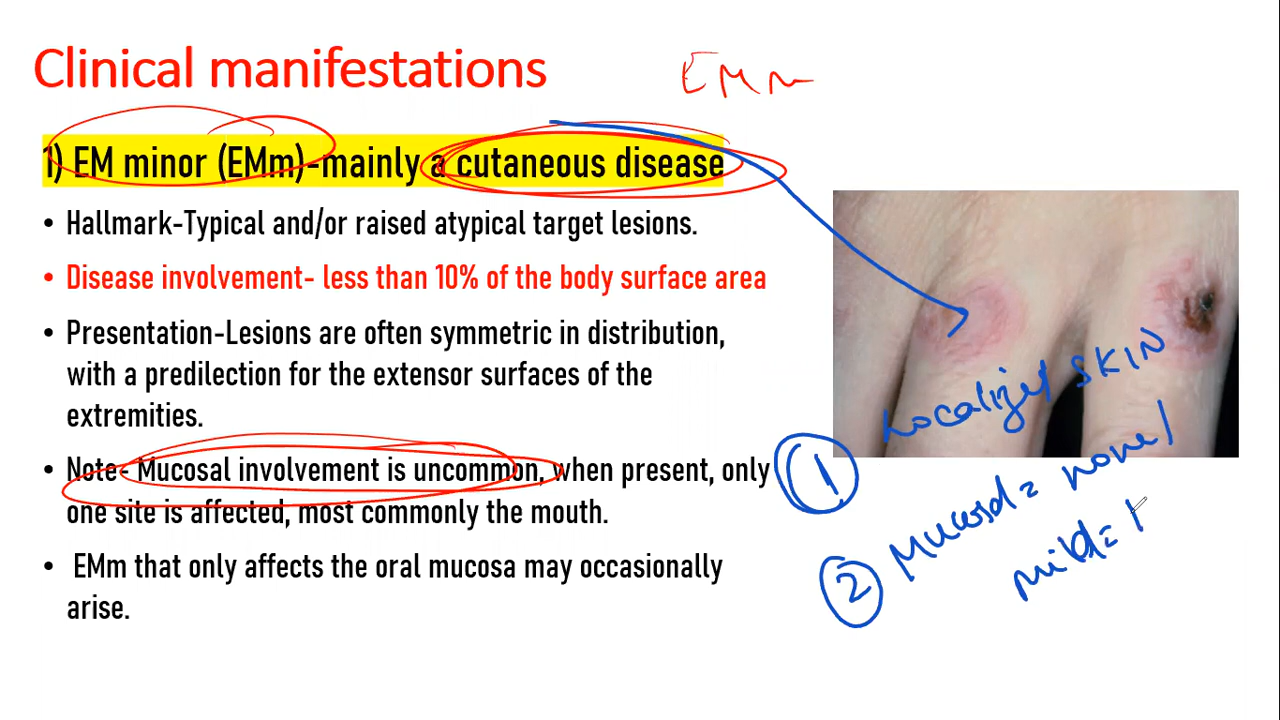 Clinical manifestations
EMm
1) EM minor (EMm)-mainly a cutaneous disease
• Hallmark-Typical and/or raised atypical target lesions.
• Disease involvement- less than 10% of the body surface area
• Presentation-Lesions are often symmetric in distribution,
with a predilection for the extensor surfaces of the
extremities.
• Note- Mucosal involvement is uncommon, when present, only
one site is affected, most commonly the mouth.
• EMm that only affects the oral mucosa may occasionally
arise.
1 Localized SKIN
2 Mucosal= none/
mild= 1